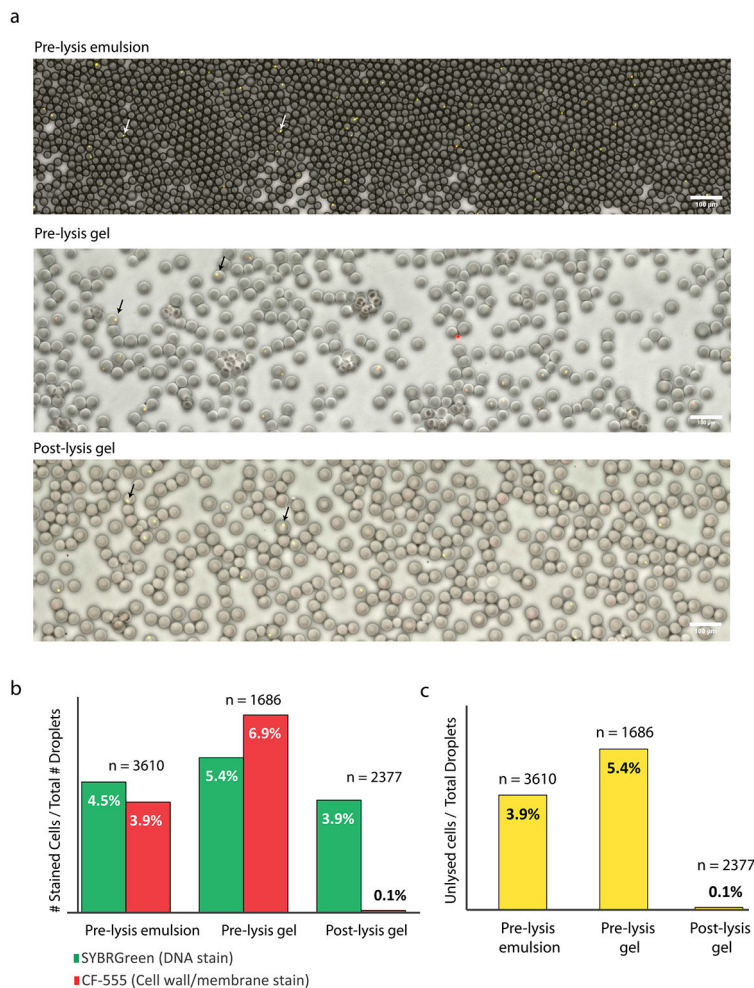 a
Pre-lysis emulsion
100 µm
Pre-lysis gel
100 µm
Post-lysis gel
100 µm
b
# Stained Cells / Total # Droplets
n = 3610
4.5%
3.9%
n = 1686
5.4%
6.9%
n = 2377
3.9%
0.1%
Pre-lysis emulsion
Pre-lysis gel
Post-lysis gel
SYBRGreen (DNA stain)
CF-555 (Cell wall/membrane stain)
c
Unlysed cells / Total Droplets
n = 3610
3.9%
n = 1686
5.4%
n = 2377
0.1%
Pre-lysis
emulsion
Pre-lysis
gel
Post-lysis
gel